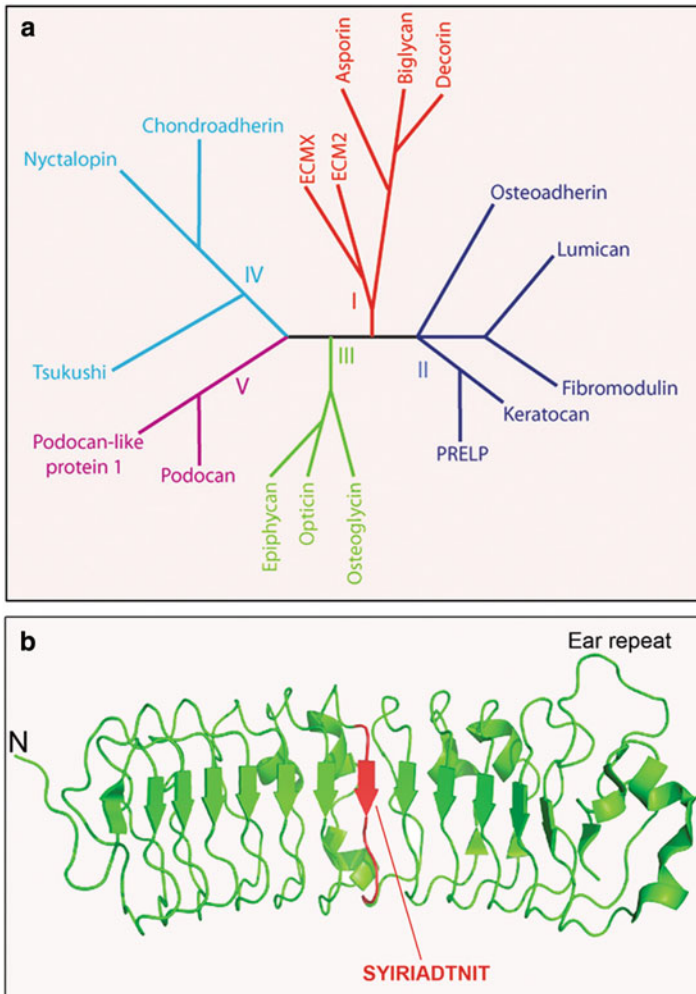 a
Asporin
Biglycan
Decorin
Chondroadherin
Nyctalopin
ECMX
ECM2
Osteoadherin
Lumican
IV
I
Tsukushi
III
II
V
Fibromodulin
Keratocan
Podocan-like
protein 1
Podocan
PRELP
Epiphycan
Opticin
Osteoglycin
b
Ear repeat
N
SYIRIADTNIT